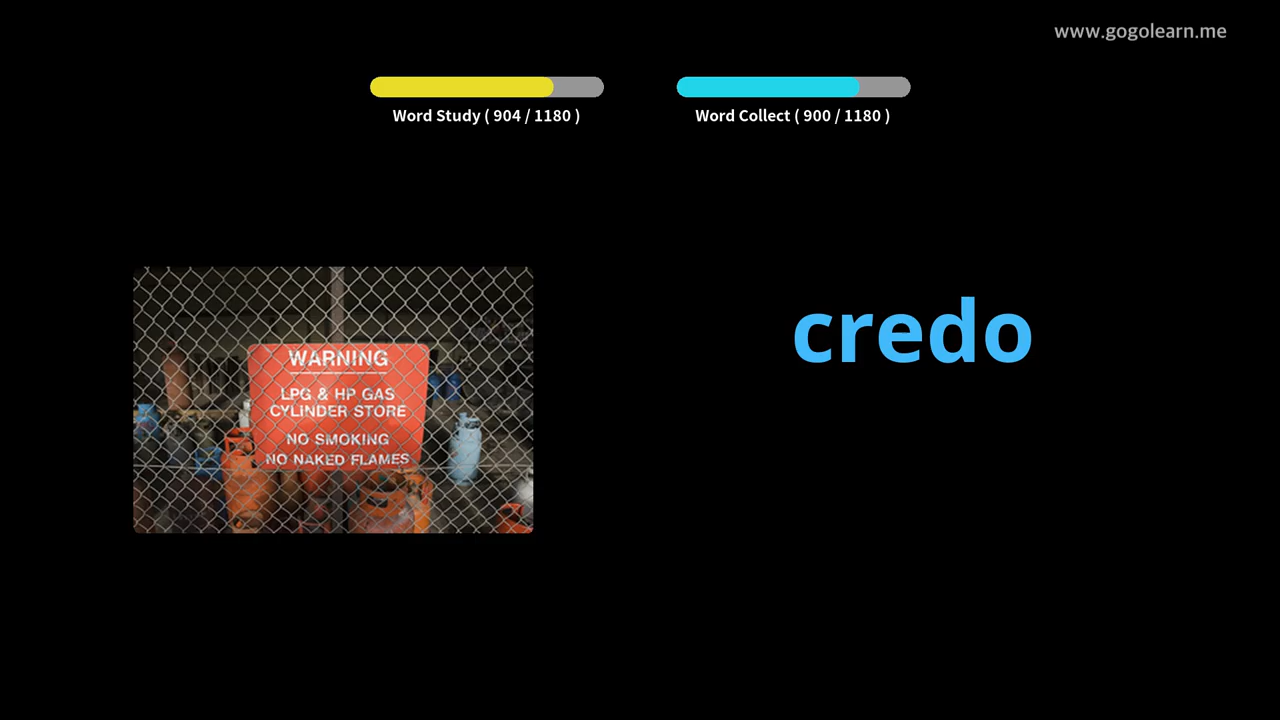 www.gogolearn.me
Word Study ( 904 / 1180 )
Word Collect ( 900 / 1180 )
WARNING
LPG & HP GAS
CYLINDER STORE
NO SMOKING
NO NAKED FLAMES
credo